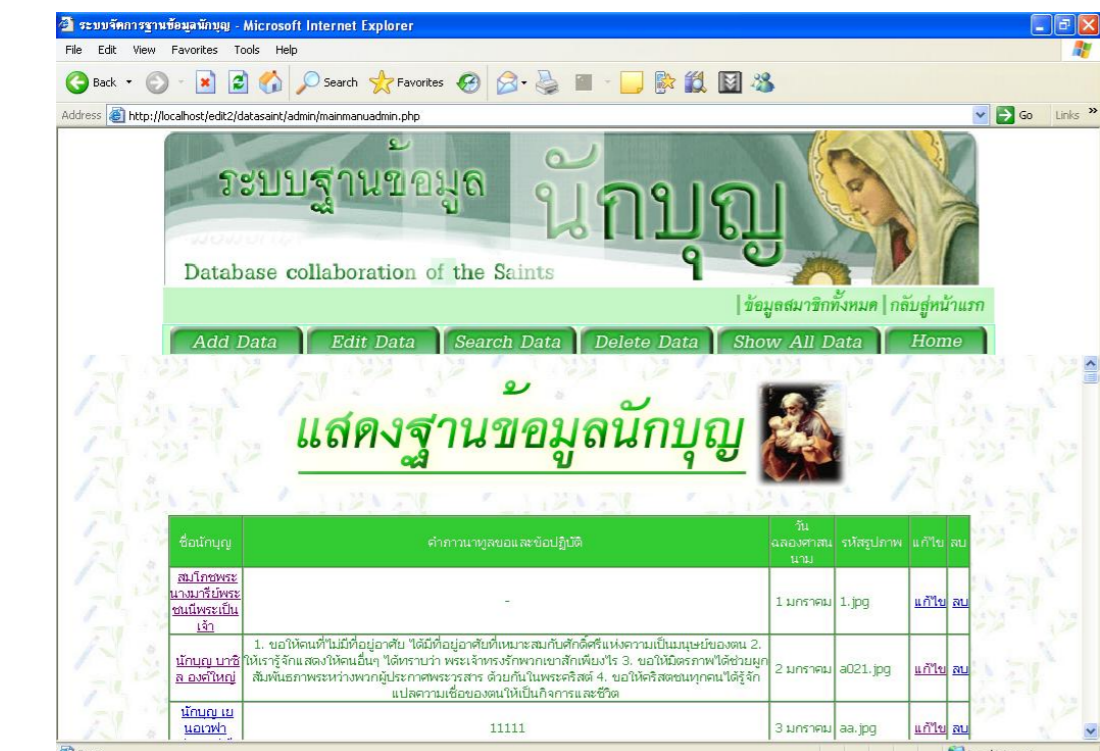 ระบบจัดการฐานข้อมูลนักบุญ - Microsoft Internet Explorer
File Edit View Favorites Tools Help
Back Search Favorites
Address http://localhost/edit2/datasaint/admin/mainmanuadmin.php Go Links
ระบบฐานข้อมูล นักบุญ
Database collaboration of the Saints
|ข้อมูลสมาชิกทั้งหมด|กลับสู่หน้าแรก
Add Data Edit Data Search Data Delete Data Show All Data Home
แสดงฐานข้อมูลนักบุญ
ชื่อนักบุญ คำภาวนาทูลขอและข้อปฏิบัติ วัน
ฉลองศาสน
นาม รหัสรูปภาพ แก้ไข ลบ
สมโภชพระ
นางมารีย์พระ
ชนนีพระเป็น
เจ้า - 1 มกราคม 1.jpg แก้ไข ลบ
นักบุญ บาซิ
ล องค์ใหญ่
1. ขอให้คนที่ไม่มีที่อยู่อาศัย ได้มีที่อยู่อาศัยที่เหมาะสมกับศักดิ์ศรีแห่งความเป็นมนุษย์ของตน 2.
ให้เรารู้จักแสดงให้คนอื่นๆ ได้ทราบว่า พระเจ้าทรงรักพวกเขาสักเพียงไร 3. ขอให้มิตรภาพได้ช่วยผูก
สัมพันธภาพระหว่างพวกผู้ประกาศพระวรสาร ด้วยกันในพระคริสต์ 4. ขอให้คริสตชนทุกคนได้รู้จัก
แปลความเชื่อของตนให้เป็นกิจการและชีวิต
2 มกราคม a021.jpg แก้ไข ลบ
นักบุญ เย
นอเวฟา
11111 3 มกราคม aa.jpg แก้ไข ลบ